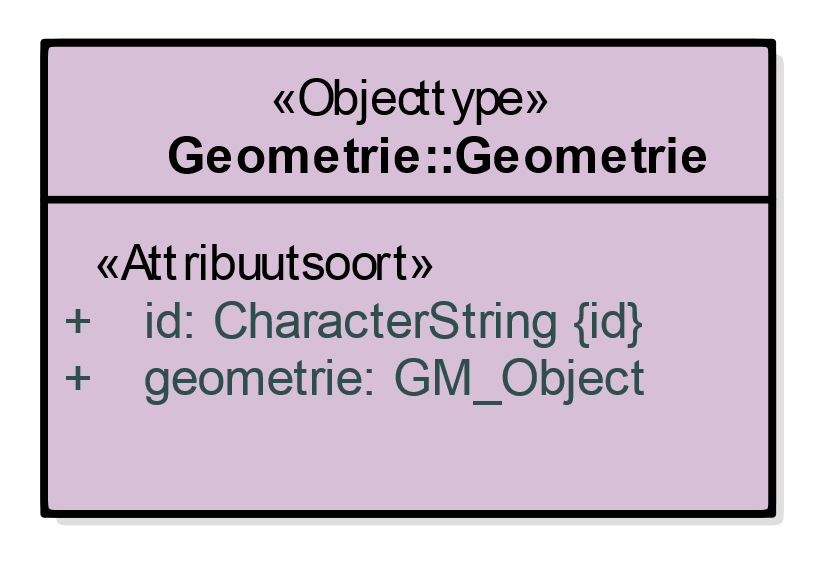 «Objecttype»
Geometrie::Geometrie
«Attribuutsoort»
+ id: CharacterString {id}
+ geometrie: GM_Object